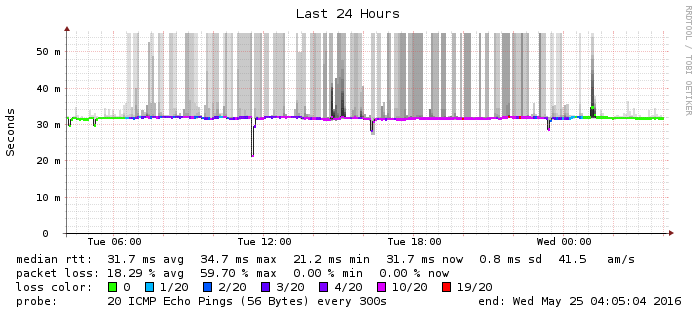 Last 24 Hours
RRDTOOL / TOBI OETIKER
Seconds
50 m
40 m
30 m
20 m
10 m
0
Tue 06:00 Tue 12:00 Tue 18:00 Wed 00:00
median rtt: 31.7 ms avg 34.7 ms max 21.2 ms min 31.7 ms now 0.8 ms sd 41.5 am/s
packet loss: 18.29 % avg 59.70 % max 0.00 % min 0.00 % now
loss color: 0 1/20 2/20 3/20 4/20 10/20 19/20
probe: 20 ICMP Echo Pings (56 Bytes) every 300s end: Wed May 25 04:05:04 2016